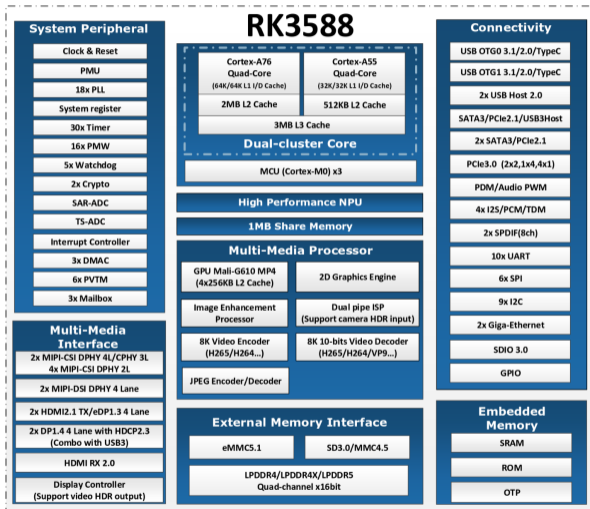 RK3588
System Peripheral
Clock & Reset
PMU
18x PLL
System register
30x Timer
16x PMW
5x Watchdog
2x Crypto
SAR-ADC
TS-ADC
Interrupt Controller
3x DMAC
6x PVTM
3x Mailbox
Multi-Media
Interface
2x MIPI-CSI DPHY 4L/CPHY 3L
4x MIPI-CSI DPHY 2L
2x MIPI-DSI DPHY 4 Lane
2x HDMI2.1 TX/eDP1.3 4 Lane
2x DP1.4 4 Lane with HDCP2.3
(Combo with USB3)
HDMI RX 2.0
Display Controller
(Support video HDR output)
Cortex-A76
Quad-Core
(64K/64K L1 I/D Cache)
2MB L2 Cache
Cortex-A55
Quad-Core
(32K/32K L1 I/D Cache)
512KB L2 Cache
3MB L3 Cache
Dual-cluster Core
MCU (Cortex-M0) x3
High Performance NPU
1MB Share Memory
Multi-Media Processor
GPU Mali-G610 MP4
(4x256KB L2 Cache)
2D Graphics Engine
Image Enhancement
Processor
Dual pipe ISP
(Support camera HDR input)
8K Video Encoder
(H265/H264...)
8K 10-bits Video Decoder
(H265/H264/VP9...)
JPEG Encoder/Decoder
External Memory Interface
eMMC5.1
SD3.0/MMC4.5
LPDDR4/LPDDR4X/LPDDR5
Quad-channel x16bit
Connectivity
USB OTG0 3.1/2.0/TypeC
USB OTG1 3.1/2.0/TypeC
2x USB Host 2.0
SATA3/PCIe2.1/USB3Host
2x SATA3/PCIe2.1
PCIe3.0 (2x2,1x4,4x1)
PDM/Audio PWM
4x I2S/PCM/TDM
2x SPDIF(8ch)
10x UART
6x SPI
9x I2C
2x Giga-Ethernet
SDIO 3.0
GPIO
Embedded
Memory
SRAM
ROM
OTP